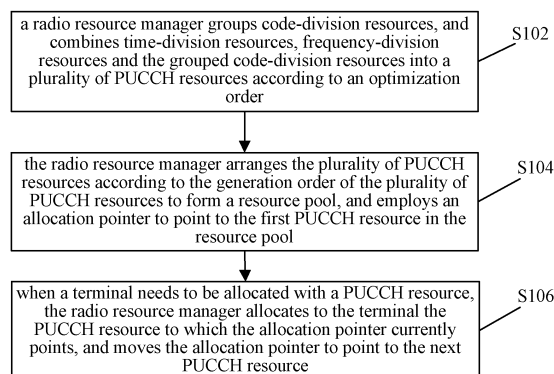 a radio resource manager groups code-division resources, and
combines time-division resources, frequency-division
resources and the grouped code-division resources into a
plurality of PUCCH resources according to an optimization
order
S102
the radio resource manager arranges the plurality of PUCCH
resources according to the generation order of the plurality of
PUCCH resources to form a resource pool, and employs an
allocation pointer to point to the first PUCCH resource in the
resource pool
S104
when a terminal needs to be allocated with a PUCCH resource,
the radio resource manager allocates to the terminal the
PUCCH resource to which the allocation pointer currently
points, and moves the allocation pointer to point to the next
PUCCH resource
S106